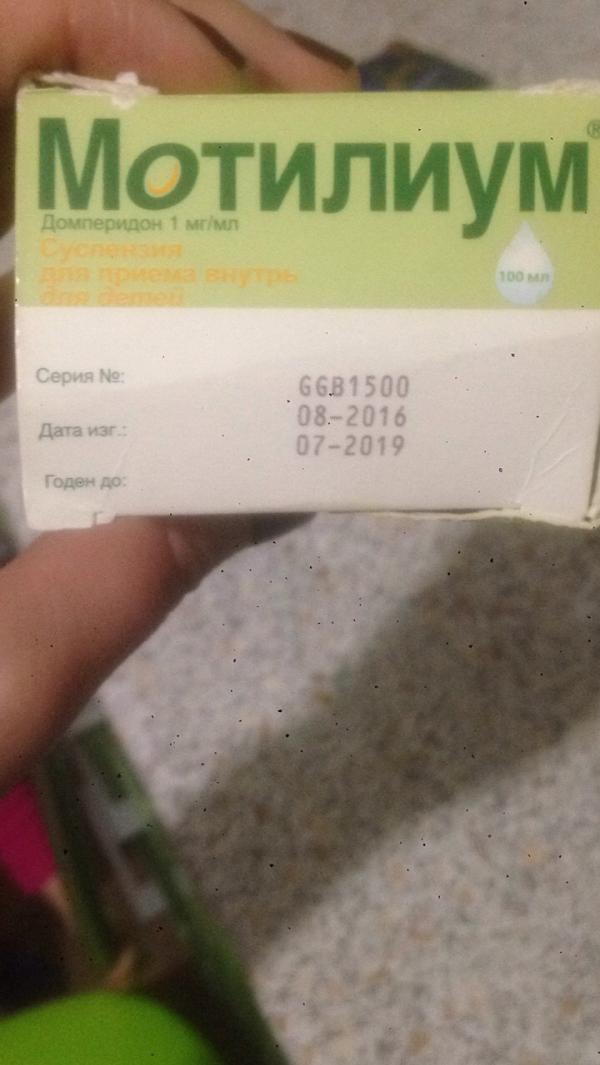 Мотилиум®
Домперидон 1 мг/мл
Суспензия
для приема внутрь
для детей
100 мл
Серия №:
GGB1500
08-2016
Дата изг.:
07-2019
Годен до: